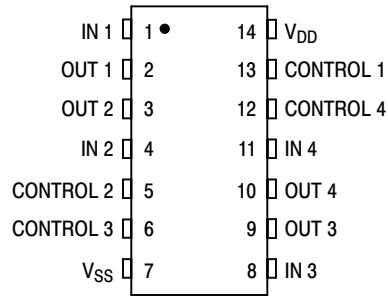 IN 1 1 14 V_DD
OUT 1 2 13 CONTROL 1
OUT 2 3 12 CONTROL 4
IN 2 4 11 IN 4
CONTROL 2 5 10 OUT 4
CONTROL 3 6 9 OUT 3
V_SS 7 8 IN 3